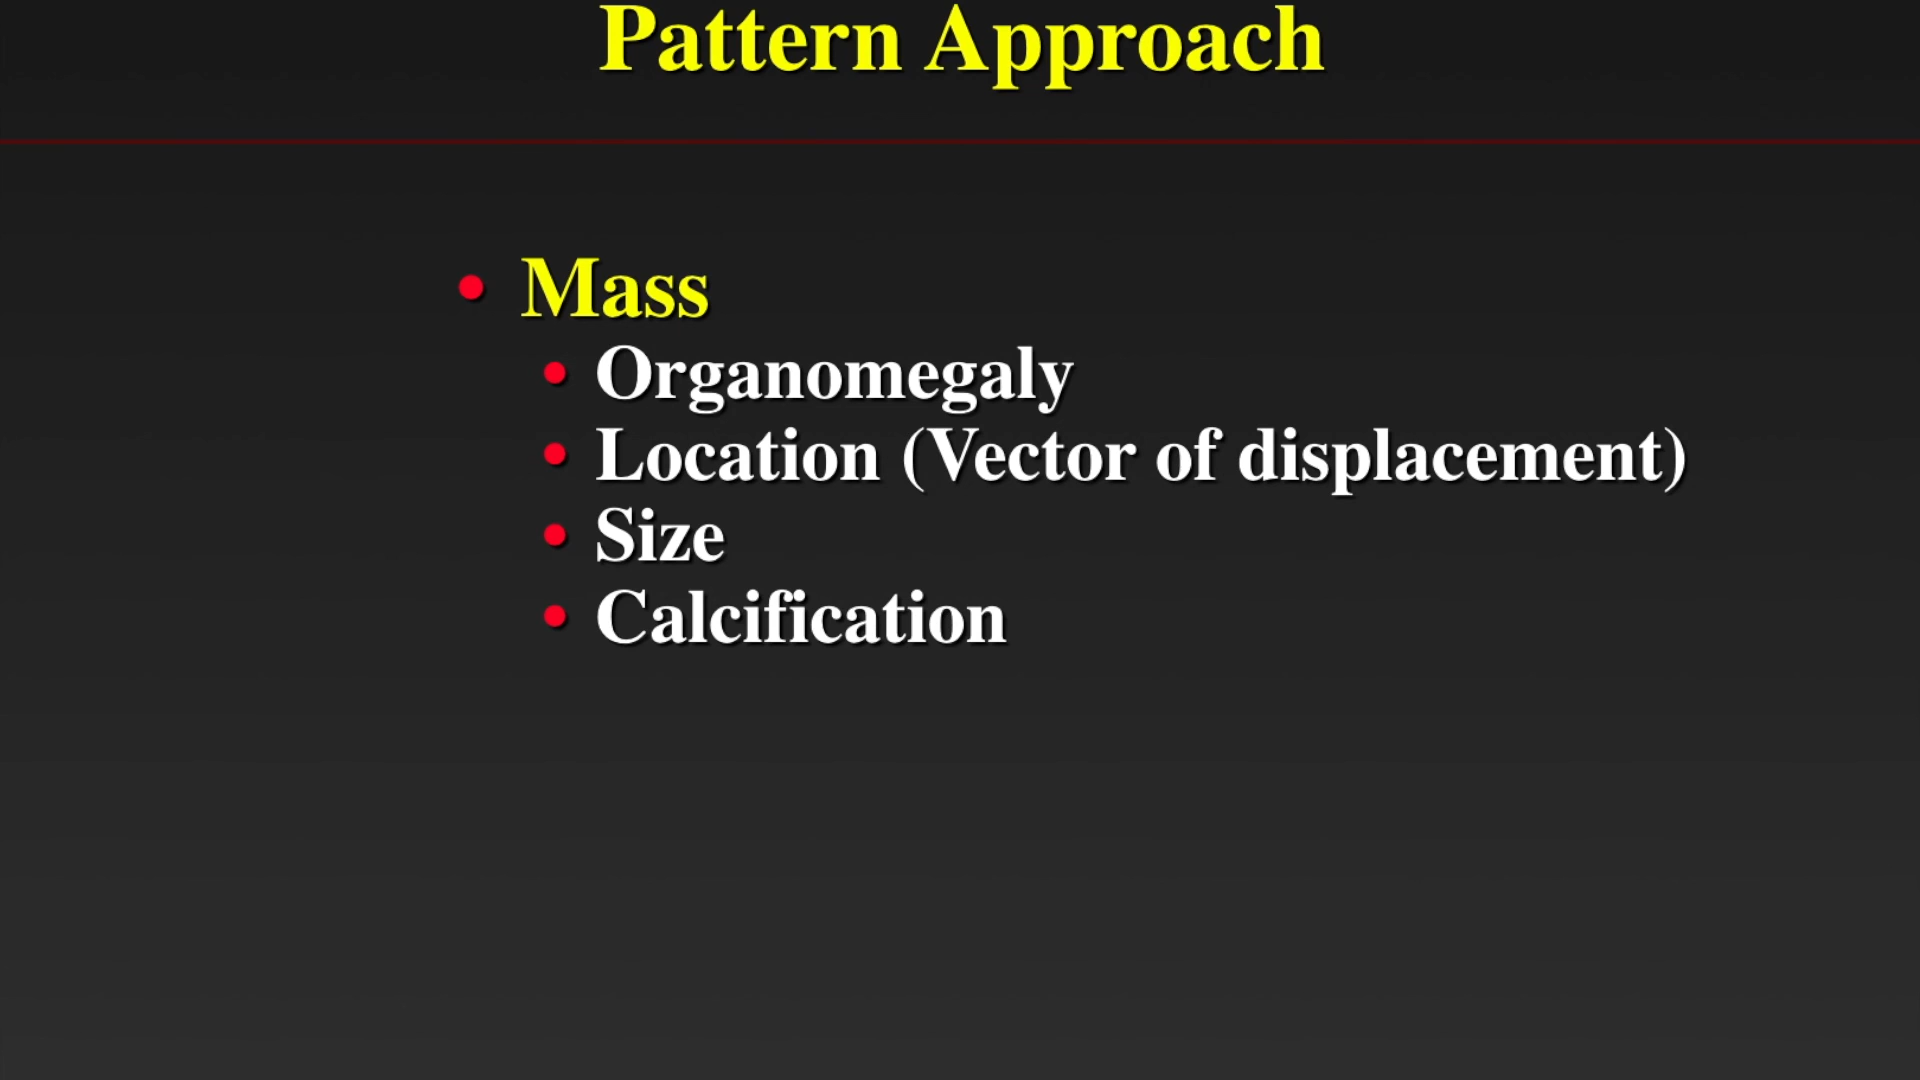 Pattern Approach
• Mass
• Organomegaly
• Location (Vector of displacement)
• Size
• Calcification